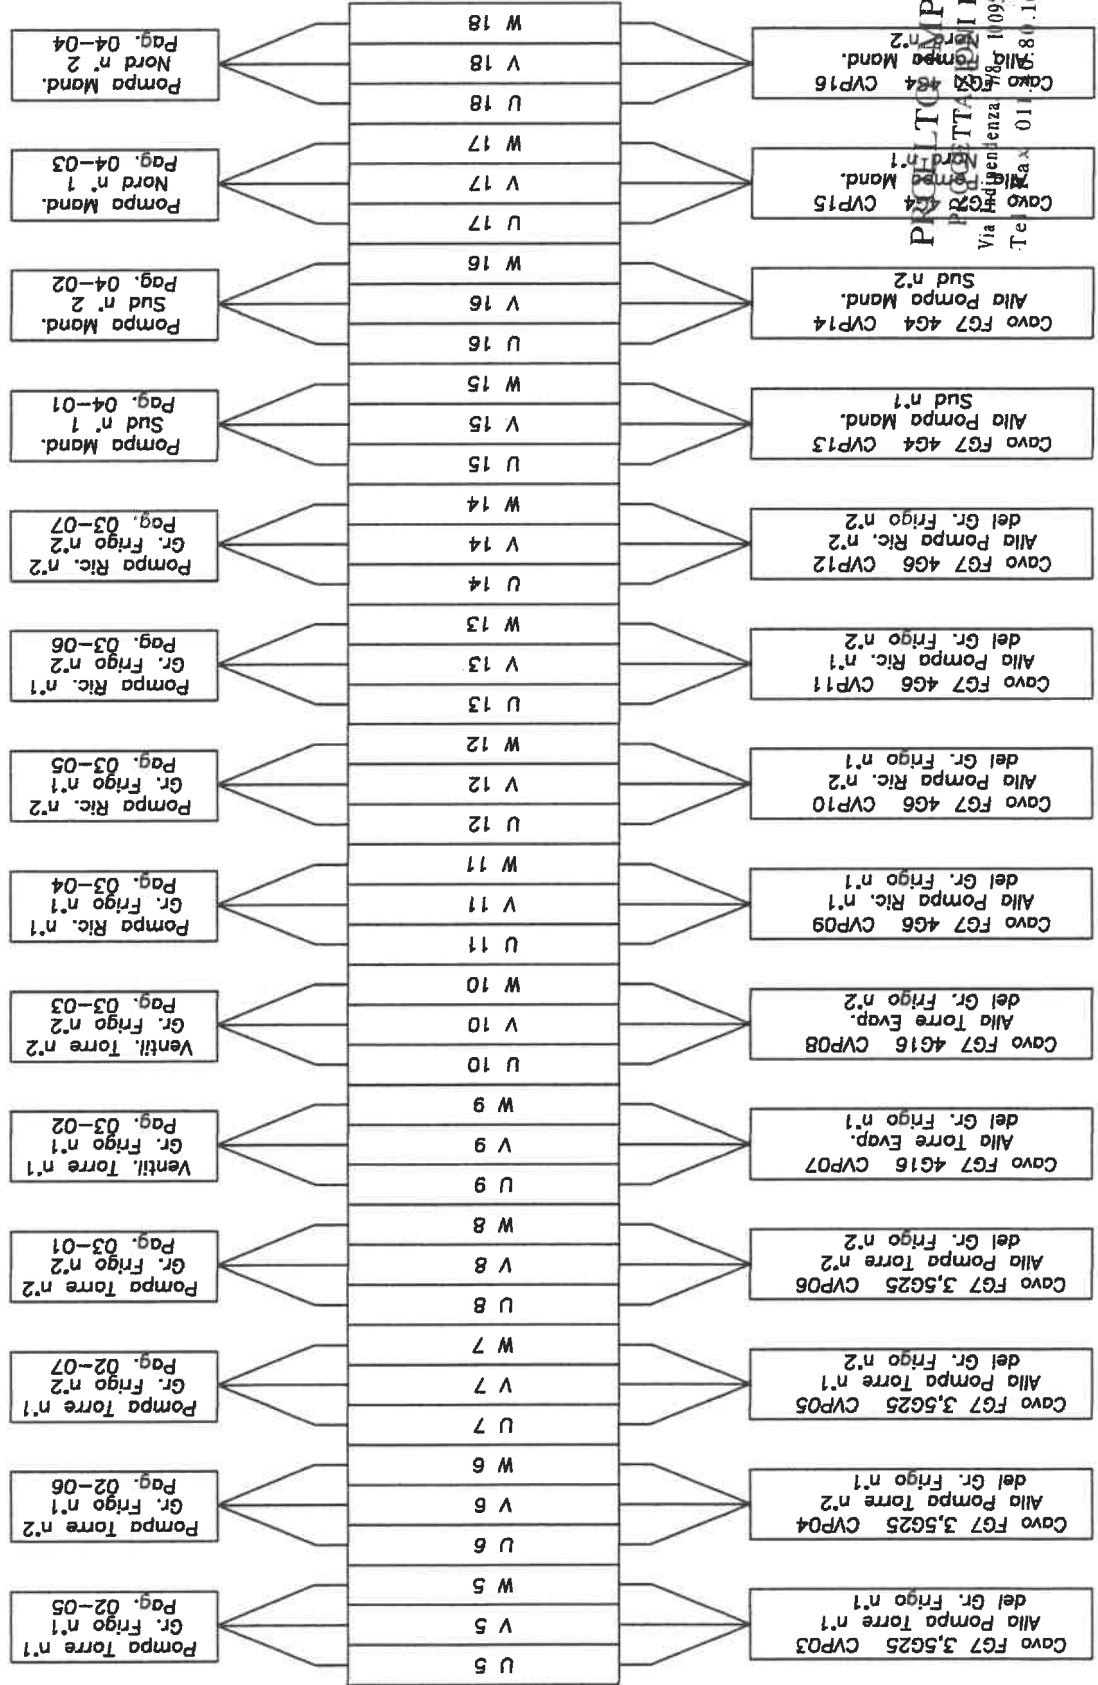 Cavo FG7 3,5G25 CVP03
Alla Pompa Torre n°1
del Gr. Frigo n°1
U 5
V 5
W 5
Pompa Torre n°1
Gr. Frigo n°1
Pag. 02-05
Cavo FG7 3,5G25 CVP04
Alla Pompa Torre n°2
del Gr. Frigo n°1
U 6
V 6
W 6
Pompa Torre n°2
Gr. Frigo n°1
Pag. 02-06
Cavo FG7 3,5G25 CVP05
Alla Pompa Torre n°1
del Gr. Frigo n°2
U 7
V 7
W 7
Pompa Torre n°1
Gr. Frigo n°2
Pag. 02-07
Cavo FG7 3,5G25 CVP06
Alla Pompa Torre n°2
del Gr. Frigo n°2
U 8
V 8
W 8
Pompa Torre n°2
Gr. Frigo n°2
Pag. 03-01
Cavo FG7 4G16 CVP07
Alla Torre Evap.
del Gr. Frigo n°1
U 9
V 9
W 9
Ventil. Torre n°1
Gr. Frigo n°1
Pag. 03-02
Cavo FG7 4G16 CVP08
Alla Torre Evap.
del Gr. Frigo n°2
U 10
V 10
W 10
Ventil. Torre n°2
Gr. Frigo n°2
Pag. 03-03
Cavo FG7 4G6 CVP09
Alla Pompa Ric. n°1
del Gr. Frigo n°1
U 11
V 11
W 11
Pompa Ric. n°1
Gr. Frigo n°1
Pag. 03-04
Cavo FG7 4G6 CVP10
Alla Pompa Ric. n°2
del Gr. Frigo n°1
U 12
V 12
W 12
Pompa Ric. n°2
Gr. Frigo n°1
Pag. 03-05
Cavo FG7 4G6 CVP11
Alla Pompa Ric. n°1
del Gr. Frigo n°2
U 13
V 13
W 13
Pompa Ric. n°1
Gr. Frigo n°2
Pag. 03-06
Cavo FG7 4G6 CVP12
Alla Pompa Ric. n°2
del Gr. Frigo n°2
U 14
V 14
W 14
Pompa Ric. n°2
Gr. Frigo n°2
Pag. 03-07
Cavo FG7 4G4 CVP13
Alla Pompa Mand.
Sud n°1
U 15
V 15
W 15
Pompa Mand.
Sud n° 1
Pag. 04-01
Cavo FG7 4G4 CVP14
Alla Pompa Mand.
Sud n°2
U 16
V 16
W 16
Pompa Mand.
Sud n° 2
Pag. 04-02
Cavo FG7 4G4 CVP15
Alla Pompa Mand.
Nord n°1
U 17
V 17
W 17
Pompa Mand.
Nord n° 1
Pag. 04-03
Cavo FG7 4G4 CVP16
Alla Pompa Mand.
Nord n°2
U 18
V 18
W 18
Pompa Mand.
Nord n° 2
Pag. 04-04
Via Indipendenza,
Tel